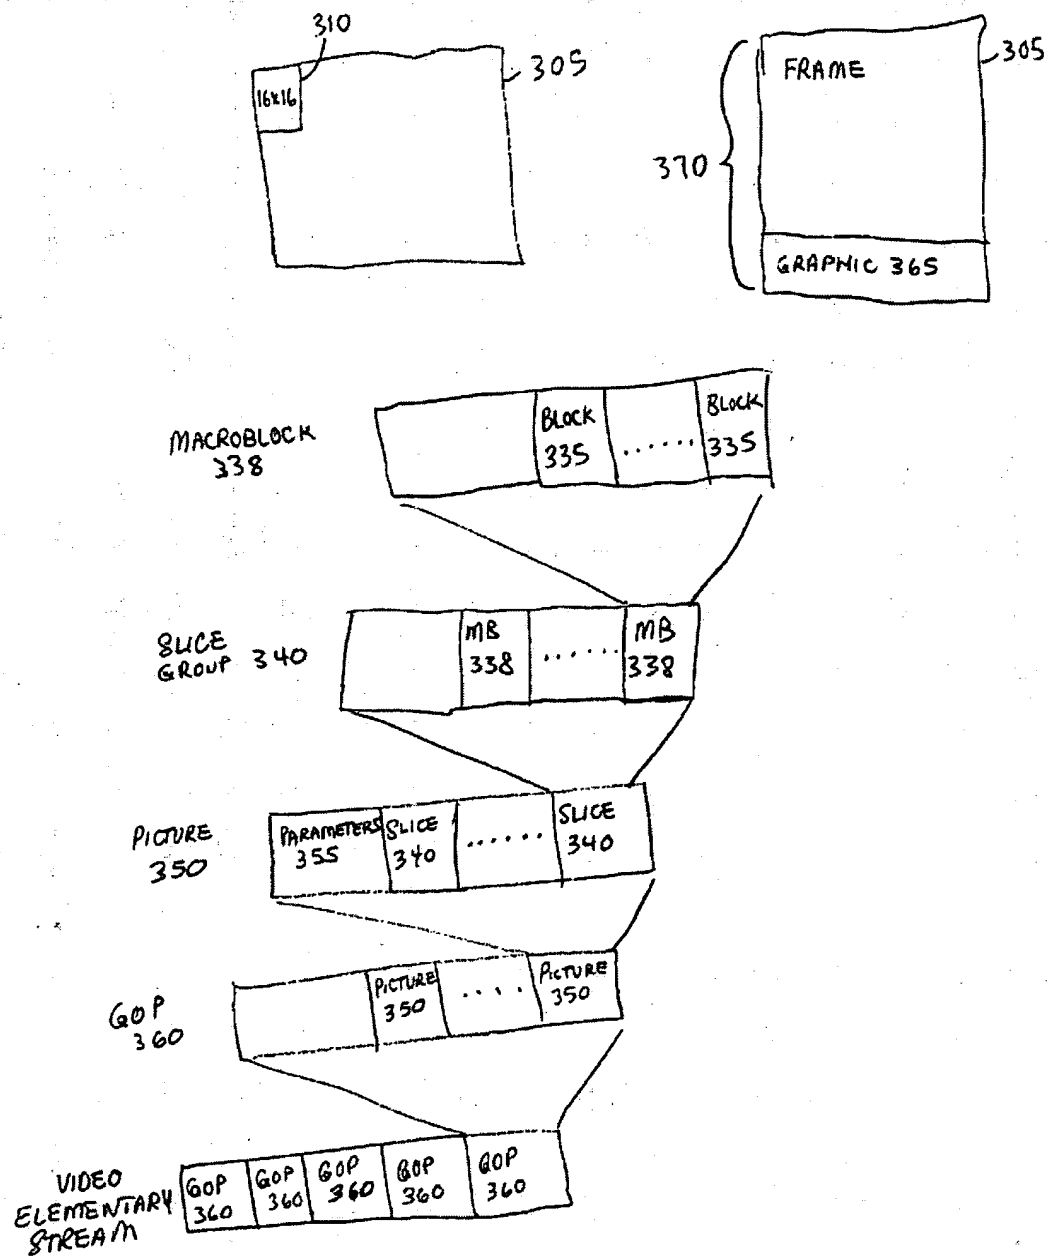 310
305
16x16
305
FRAME
370
GRAPHIC 365
MACROBLOCK
338
BLOCK
335
......
BLOCK
335
SLICE
GROUP 340
MB
338
......
MB
338
PICTURE
350
PARAMETERS
355
SLICE
340
......
SLICE
340
GOP
360
PICTURE
350
....
PICTURE
350
VIDEO
ELEMENTARY
STREAM
GOP
360
GOP
360
GOP
360
GOP
360
GOP
360